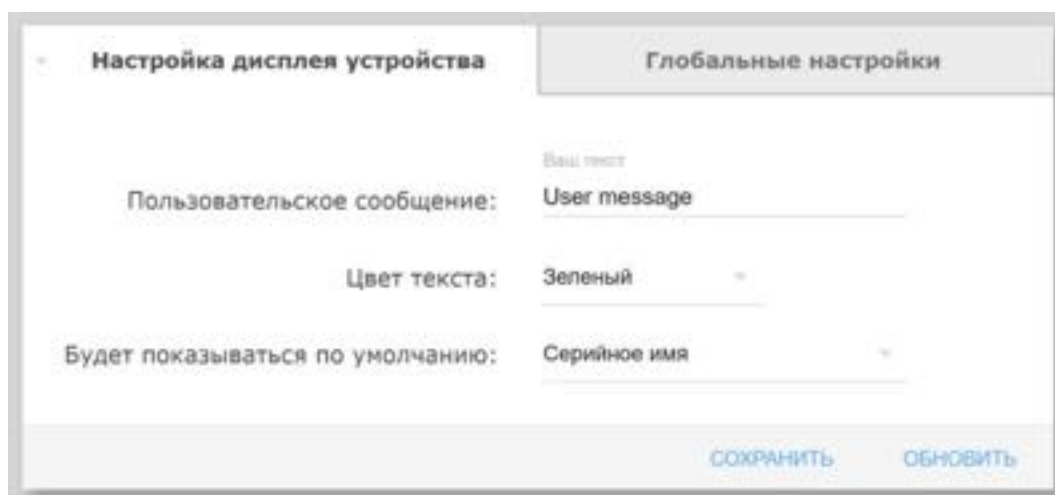 Настройка дисплея устройства
Глобальные настройки
Ваш текст
Пользовательское сообщение: User message
Цвет текста: Зеленый
Будет показываться по умолчанию: Серийное имя
СОХРАНИТЬ ОБНОВИТЬ